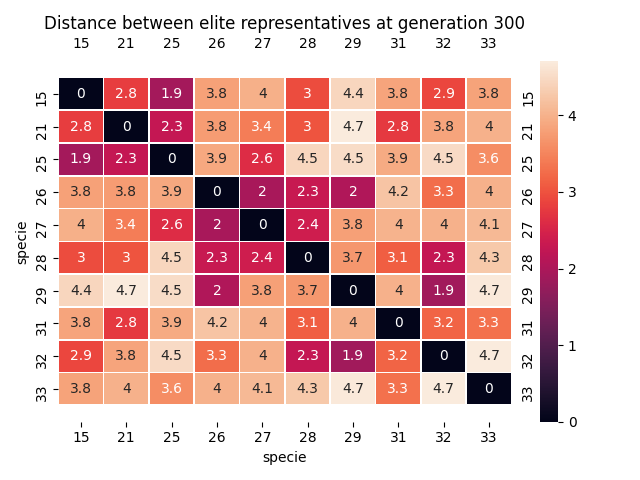 Distance between elite representatives at generation 300
15 21 25 26 27 28 29 31 32 33
15 0 2.8 1.9 3.8 4 3 4.4 3.8 2.9 3.8 15
21 2.8 0 2.3 3.8 3.4 3 4.7 2.8 3.8 4 21
25 1.9 2.3 0 3.9 2.6 4.5 4.5 3.9 4.5 3.6 25
26 3.8 3.8 3.9 0 2 2.3 2 4.2 3.3 4 26
27 4 3.4 2.6 2 0 2.4 3.8 4 4 4.1 27
28 3 3 4.5 2.3 2.4 0 3.7 3.1 2.3 4.3 28
29 4.4 4.7 4.5 2 3.8 3.7 0 4 1.9 4.7 29
31 3.8 2.8 3.9 4.2 4 3.1 4 0 3.2 3.3 31
32 2.9 3.8 4.5 3.3 4 2.3 1.9 3.2 0 4.7 32
33 3.8 4 3.6 4 4.1 4.3 4.7 3.3 4.7 0 33
15 21 25 26 27 28 29 31 32 33
specie
specie
4
3
2
1
0